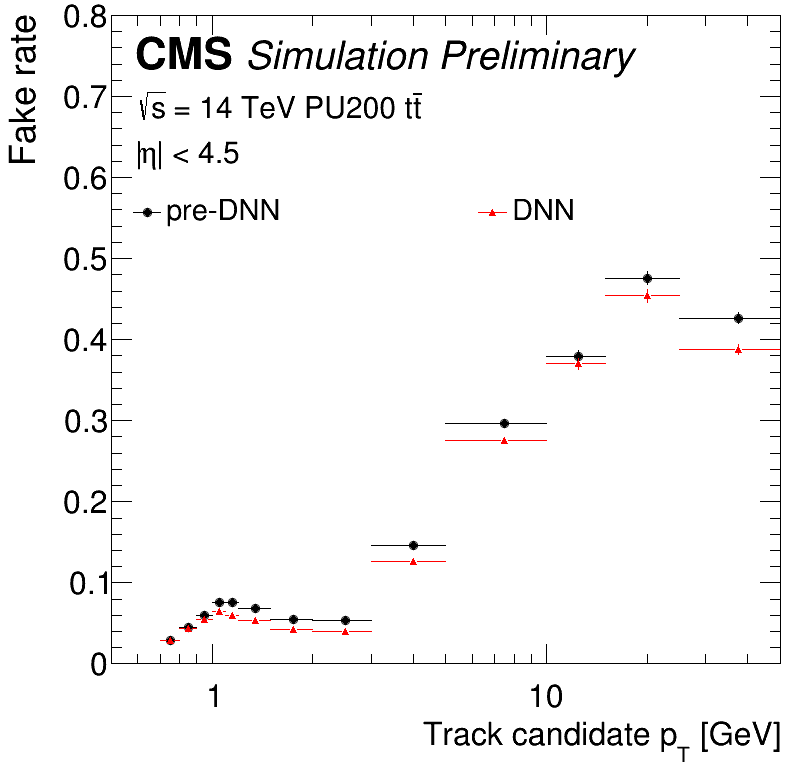 Fake rate
CMS Simulation Preliminary
√s = 14 TeV PU200 tt̄
|η| < 4.5
pre-DNN
DNN
0.8
0.7
0.6
0.5
0.4
0.3
0.2
0.1
0
1
10
Track candidate p_T [GeV]